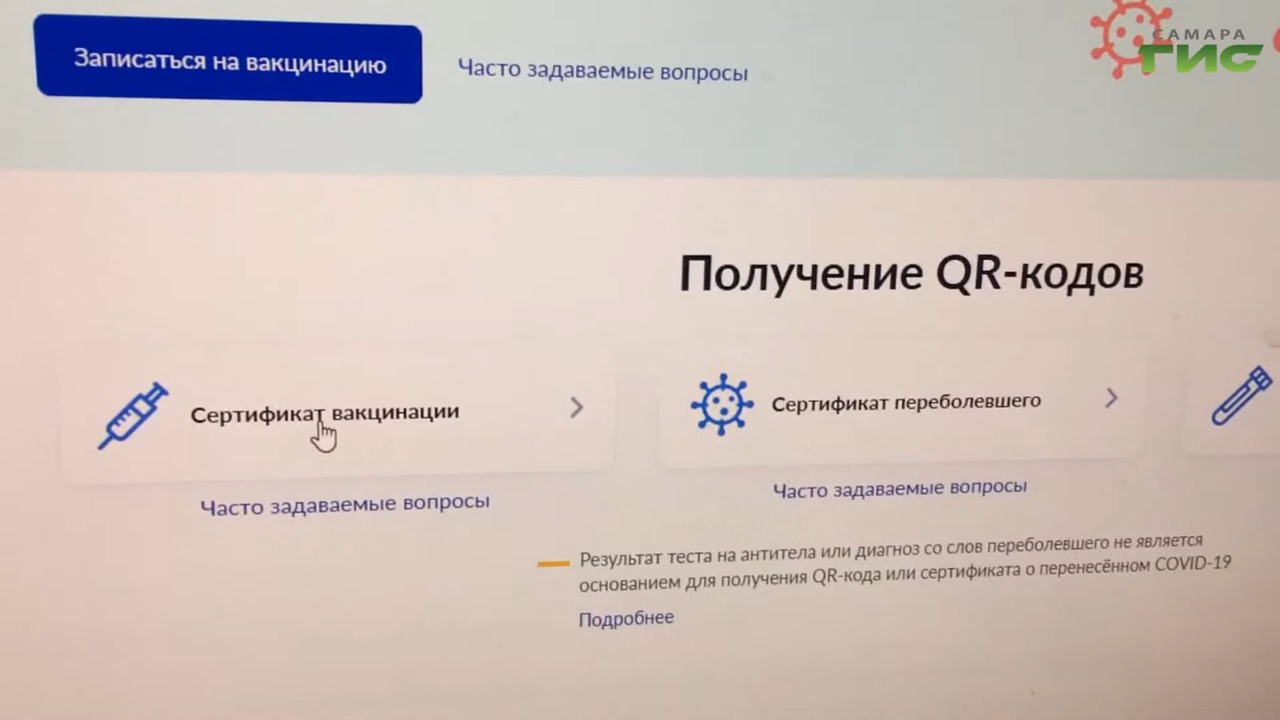 Записаться на вакцинацию
Часто задаваемые вопросы
САМАРА
ГИС
Получение QR-кодов
Сертификат вакцинации
Сертификат переболевшего
Часто задаваемые вопросы
Часто задаваемые вопросы
Результат теста на антитела или диагноз со слов переболевшего не является
основанием для получения QR-кода или сертификата о перенесённом COVID-19
Подробнее